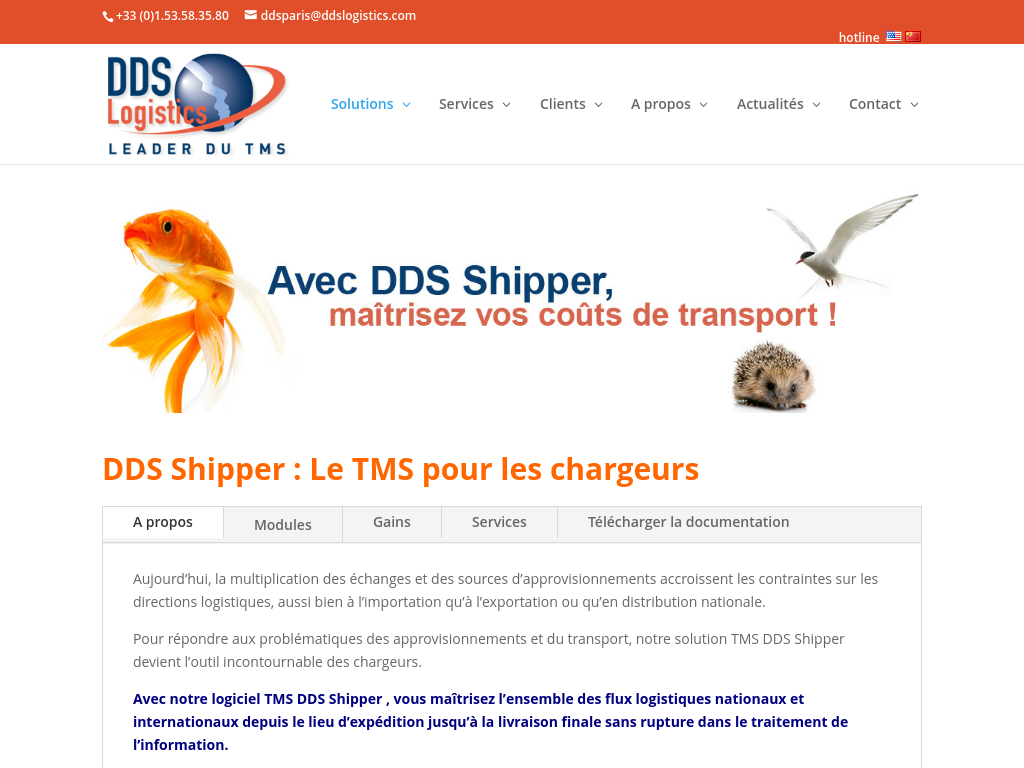 +33 (0)1.53.58.35.80 ddsparis@ddslogistics.com
hotline
DDS
Logistics
LEADER DU TMS
Solutions Services Clients A propos Actualités Contact
Avec DDS Shipper,
maîtrisez vos coûts de transport !
DDS Shipper : Le TMS pour les chargeurs
A propos Modules Gains Services Télécharger la documentation
Aujourd’hui, la multiplication des échanges et des sources d’approvisionnements accroissent les contraintes sur les
directions logistiques, aussi bien à l’importation qu’à l’exportation ou qu’en distribution nationale.
Pour répondre aux problématiques des approvisionnements et du transport, notre solution TMS DDS Shipper
devient l’outil incontournable des chargeurs.
Avec notre logiciel TMS DDS Shipper , vous maîtrisez l’ensemble des flux logistiques nationaux et
internationaux depuis le lieu d’expédition jusqu’à la livraison finale sans rupture dans le traitement de
l’information.